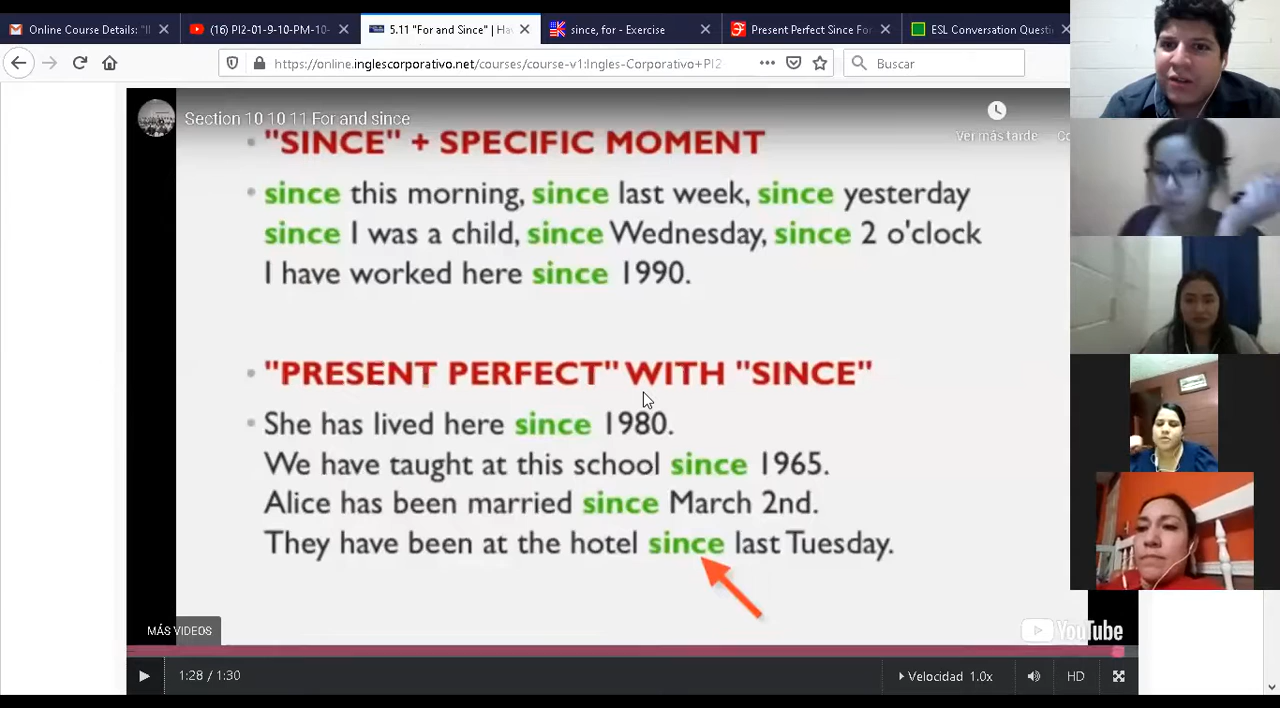 Online Course Details: "I
(16) PI2-01-9-10-PM-10-
5.11 "For and Since" | Ha
since, for - Exercise
Present Perfect Since For
ESL Conversation Questi
https://online.inglescorporativo.net/courses/course-v1:Ingles-Corporativo+PI2
Buscar
Section 10 10 11 For and since
Ver más tarde
Co
• "SINCE" + SPECIFIC MOMENT
• since this morning, since last week, since yesterday
since I was a child, since Wednesday, since 2 o'clock
I have worked here since 1990.
• "PRESENT PERFECT" WITH "SINCE"
• She has lived here since 1980.
We have taught at this school since 1965.
Alice has been married since March 2nd.
They have been at the hotel since last Tuesday.
MÁS VIDEOS
YouTube
1:28 / 1:30
Velocidad 1.0x
HD